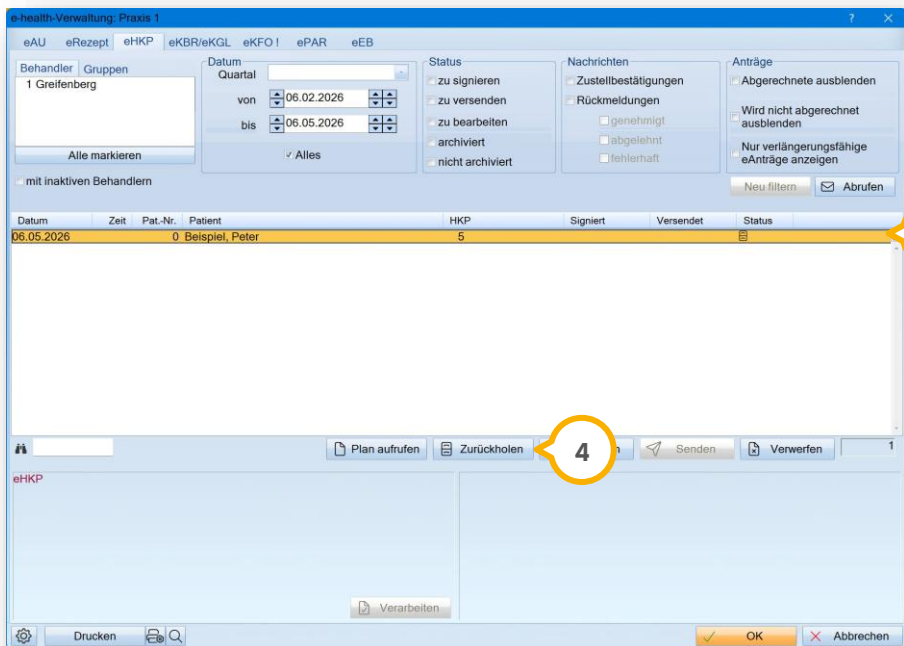 e-health-Verwaltung: Praxis 1 ?
eAU eRezept eHKP eKBR/eKGL eKFO ! ePAR eEB
Behandler Gruppen
1 Greifenberg
Alle markieren
mit inaktiven Behandlern
Datum
Quartal
von 06.02.2026
bis 06.05.2026
Alles
Status
zu signieren
zu versenden
zu bearbeiten
archiviert
nicht archiviert
Nachrichten
Zustellbestätigungen
Rückmeldungen
genehmigt
abgelehnt
fehlerhaft
Anträge
Abgerechnete ausblenden
Wird nicht abgerechnet
ausblenden
Nur verlängerungsfähige
eAnträge anzeigen
Neu filtern Abrufen
Datum Zeit Pat.-Nr. Patient HKP Signiert Versendet Status
06.05.2026 0 Beispiel, Peter 5
Plan aufrufen Zurückholen 4 Senden Verwerfen 1
eHKP
Verarbeiten
Drucken OK Abbrechen